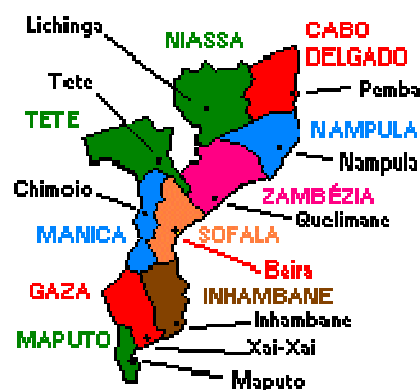 Lichinga
NIASSA
CABO
DELGADO
Tete
Pemba
TETE
NAMPULA
Nampula
Chimoio
ZAMBÉZIA
Quelimane
MANICA
SOFALA
Beira
GAZA
INHAMBANE
Inhambane
MAPUTO
Xai-Xai
Maputo